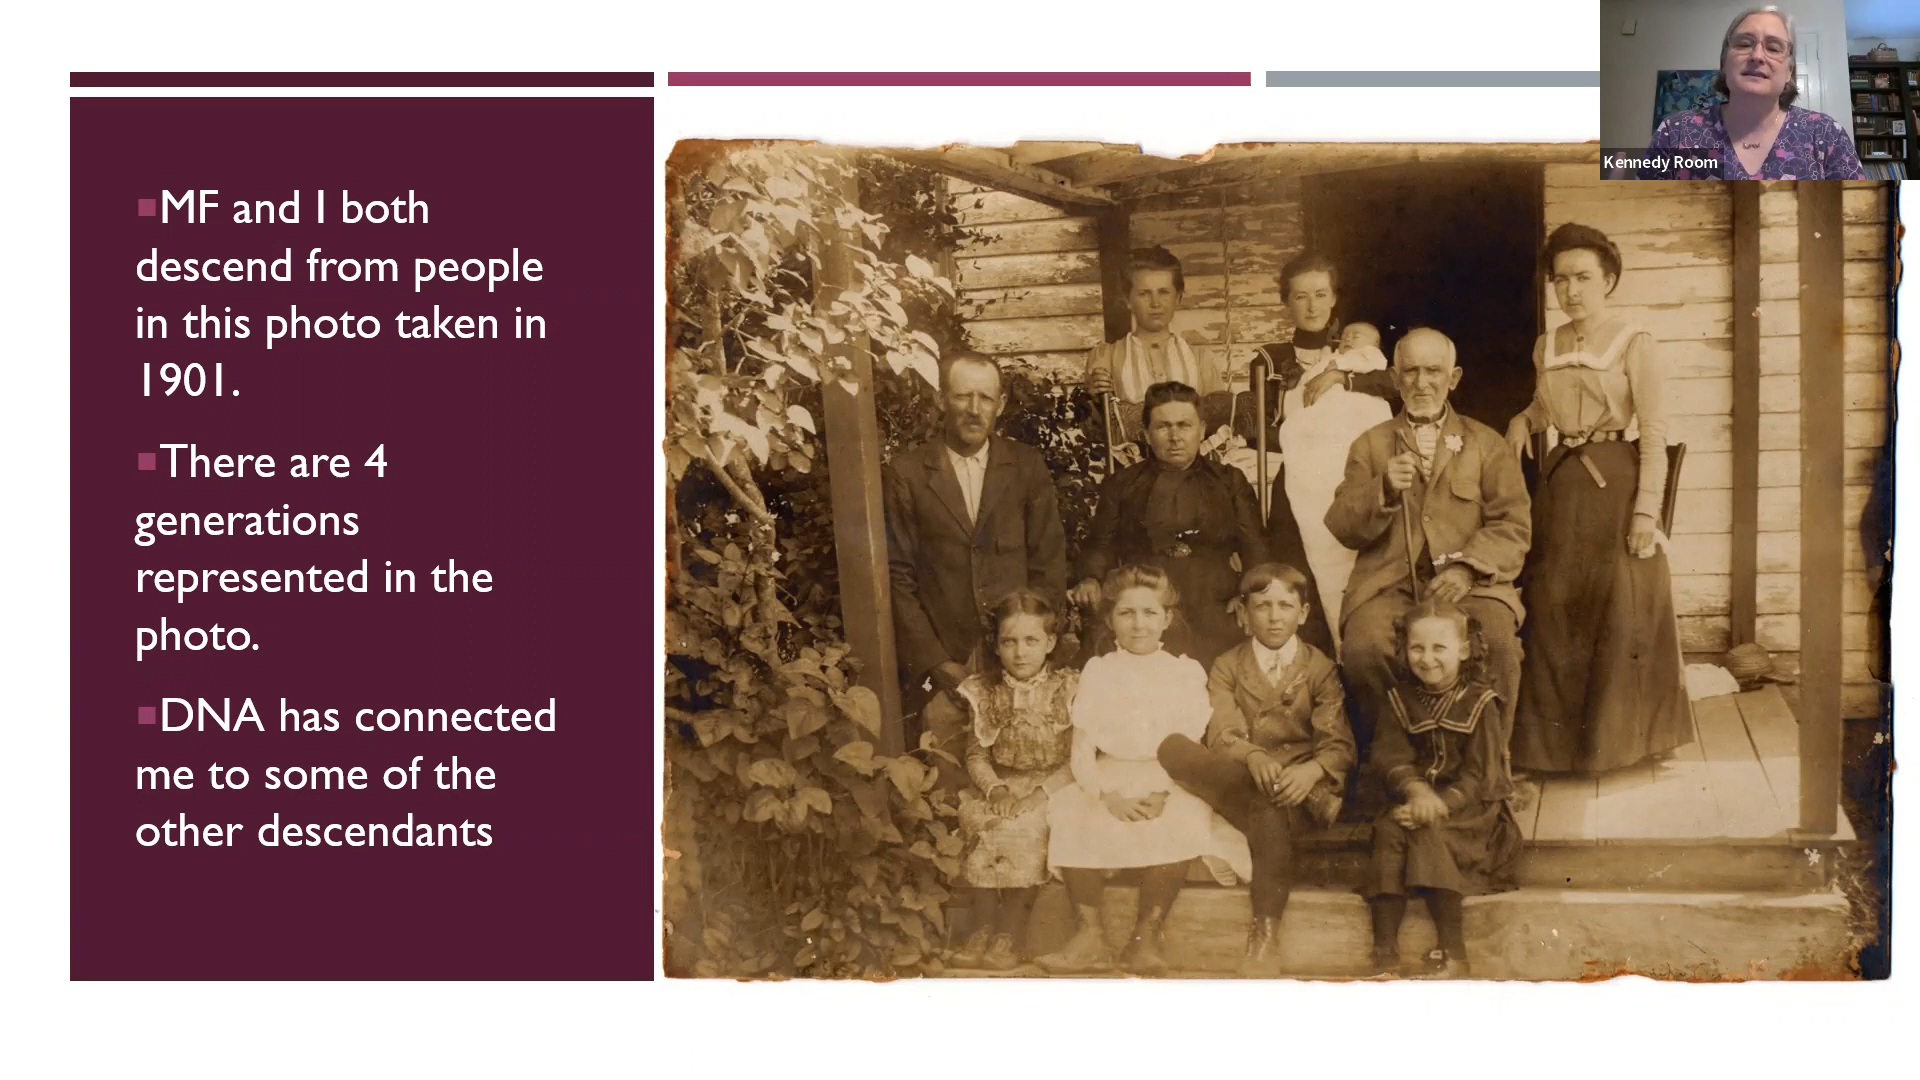 MF and I both
descend from people
in this photo taken in
1901.
There are 4
generations
represented in the
photo.
DNA has connected
me to some of the
other descendants
Kennedy Room